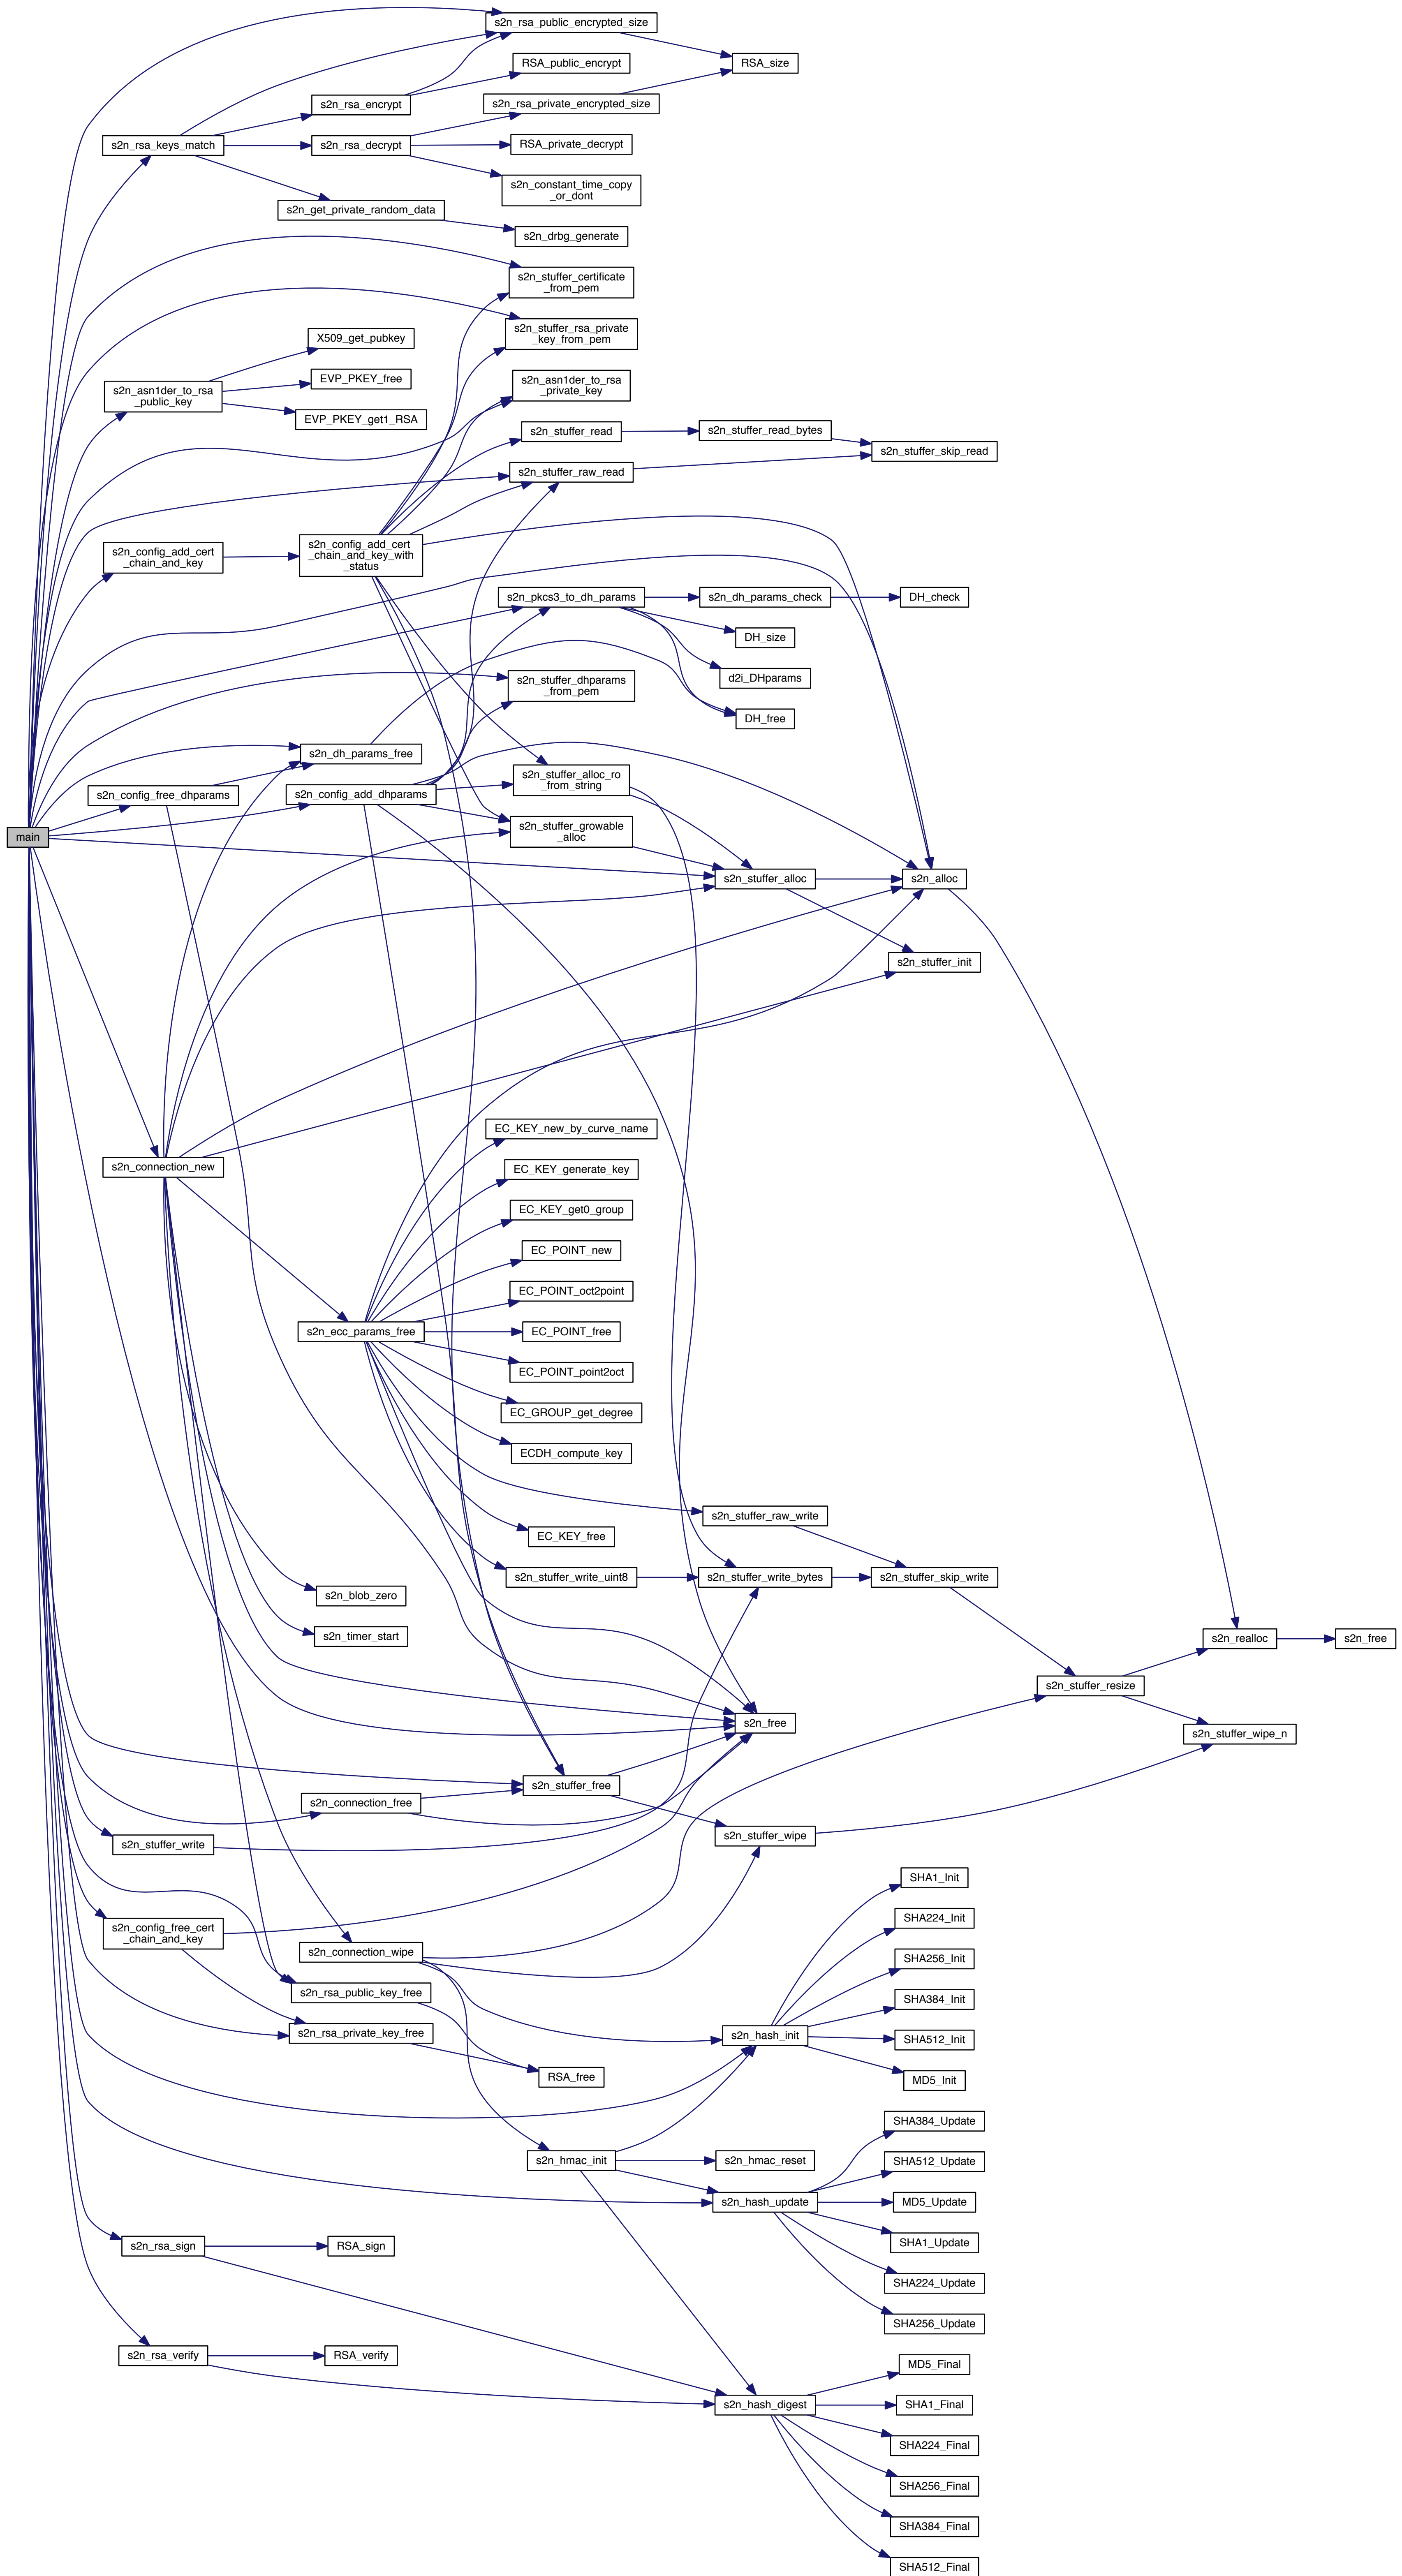 s2n_rsa_public_encrypted_size
RSA_public_encrypt
RSA_size
s2n_rsa_encrypt
s2n_rsa_private_encrypted_size
s2n_rsa_keys_match
s2n_rsa_decrypt
RSA_private_decrypt
s2n_constant_time_copy
_or_dont
s2n_get_private_random_data
s2n_drbg_generate
s2n_stuffer_certificate
_from_pem
s2n_stuffer_rsa_private
_key_from_pem
X509_get_pubkey
EVP_PKEY_free
s2n_asn1der_to_rsa
_private_key
s2n_asn1der_to_rsa
_public_key
EVP_PKEY_get1_RSA
s2n_stuffer_read
s2n_stuffer_read_bytes
s2n_stuffer_skip_read
s2n_stuffer_raw_read
s2n_config_add_cert
_chain_and_key
s2n_config_add_cert
_chain_and_key_with
_status
s2n_pkcs3_to_dh_params
s2n_dh_params_check
DH_check
DH_size
d2i_DHparams
s2n_stuffer_dhparams
_from_pem
DH_free
s2n_dh_params_free
s2n_stuffer_alloc_ro
_from_string
s2n_config_free_dhparams
s2n_config_add_dhparams
s2n_stuffer_growable
_alloc
main
s2n_stuffer_alloc
s2n_alloc
s2n_stuffer_init
EC_KEY_new_by_curve_name
s2n_connection_new
EC_KEY_generate_key
EC_KEY_get0_group
EC_POINT_new
EC_POINT_oct2point
s2n_ecc_params_free
EC_POINT_free
EC_POINT_point2oct
EC_GROUP_get_degree
ECDH_compute_key
s2n_stuffer_raw_write
EC_KEY_free
s2n_stuffer_write_uint8
s2n_stuffer_write_bytes
s2n_stuffer_skip_write
s2n_blob_zero
s2n_timer_start
s2n_realloc
s2n_free
s2n_stuffer_resize
s2n_free
s2n_stuffer_wipe_n
s2n_stuffer_free
s2n_connection_free
s2n_stuffer_wipe
s2n_stuffer_write
SHA1_Init
SHA224_Init
s2n_config_free_cert
_chain_and_key
s2n_connection_wipe
SHA256_Init
s2n_rsa_public_key_free
SHA384_Init
s2n_rsa_private_key_free
s2n_hash_init
SHA512_Init
RSA_free
MD5_Init
SHA384_Update
s2n_hmac_init
s2n_hmac_reset
SHA512_Update
s2n_hash_update
MD5_Update
SHA1_Update
s2n_rsa_sign
RSA_sign
SHA224_Update
SHA256_Update
s2n_rsa_verify
RSA_verify
MD5_Final
s2n_hash_digest
SHA1_Final
SHA224_Final
SHA256_Final
SHA384_Final
SHA512_Final